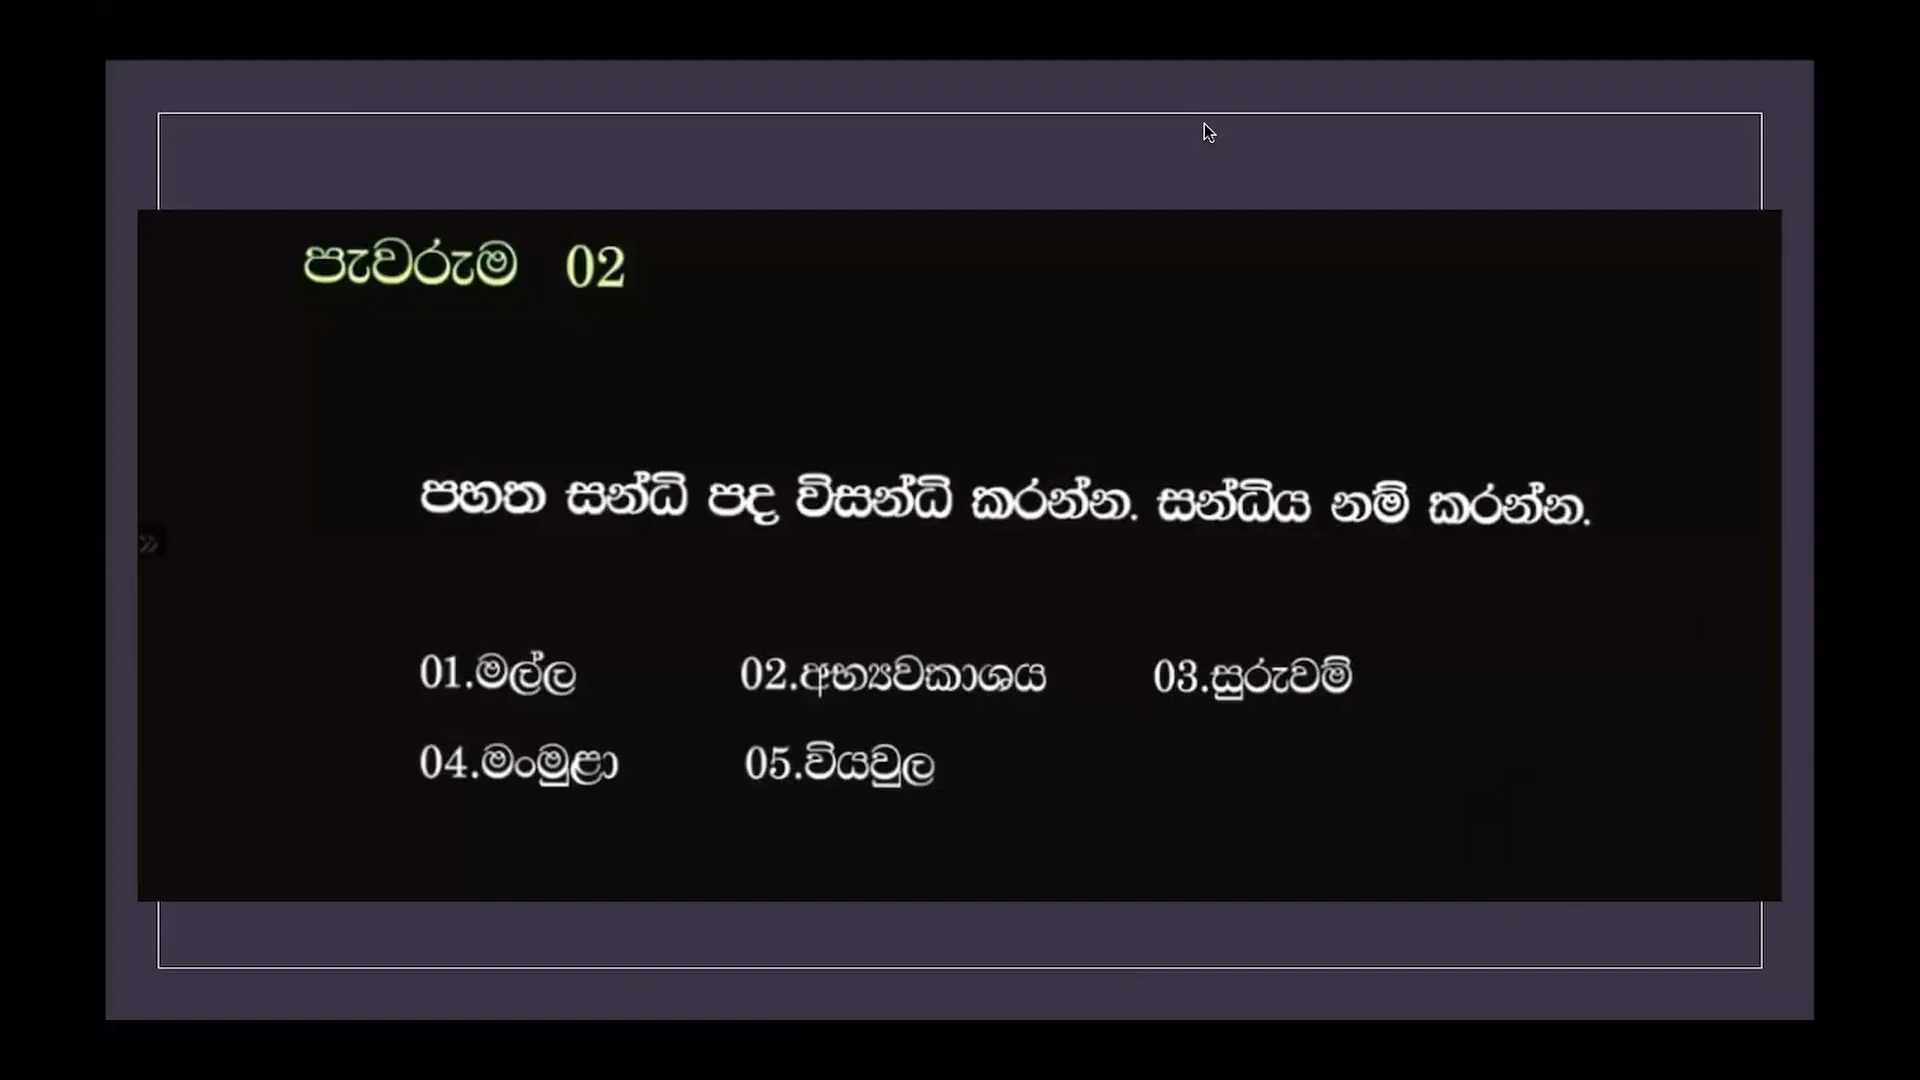 පැවරුම 02
පහත සන්ධි පද විසන්ධි කරන්න. සන්ධිය නම් කරන්න.
01.මල්ල 02.අභ්‍යවකාශය 03.සුරුවම්
04.මංමුළා 05.වියවුල